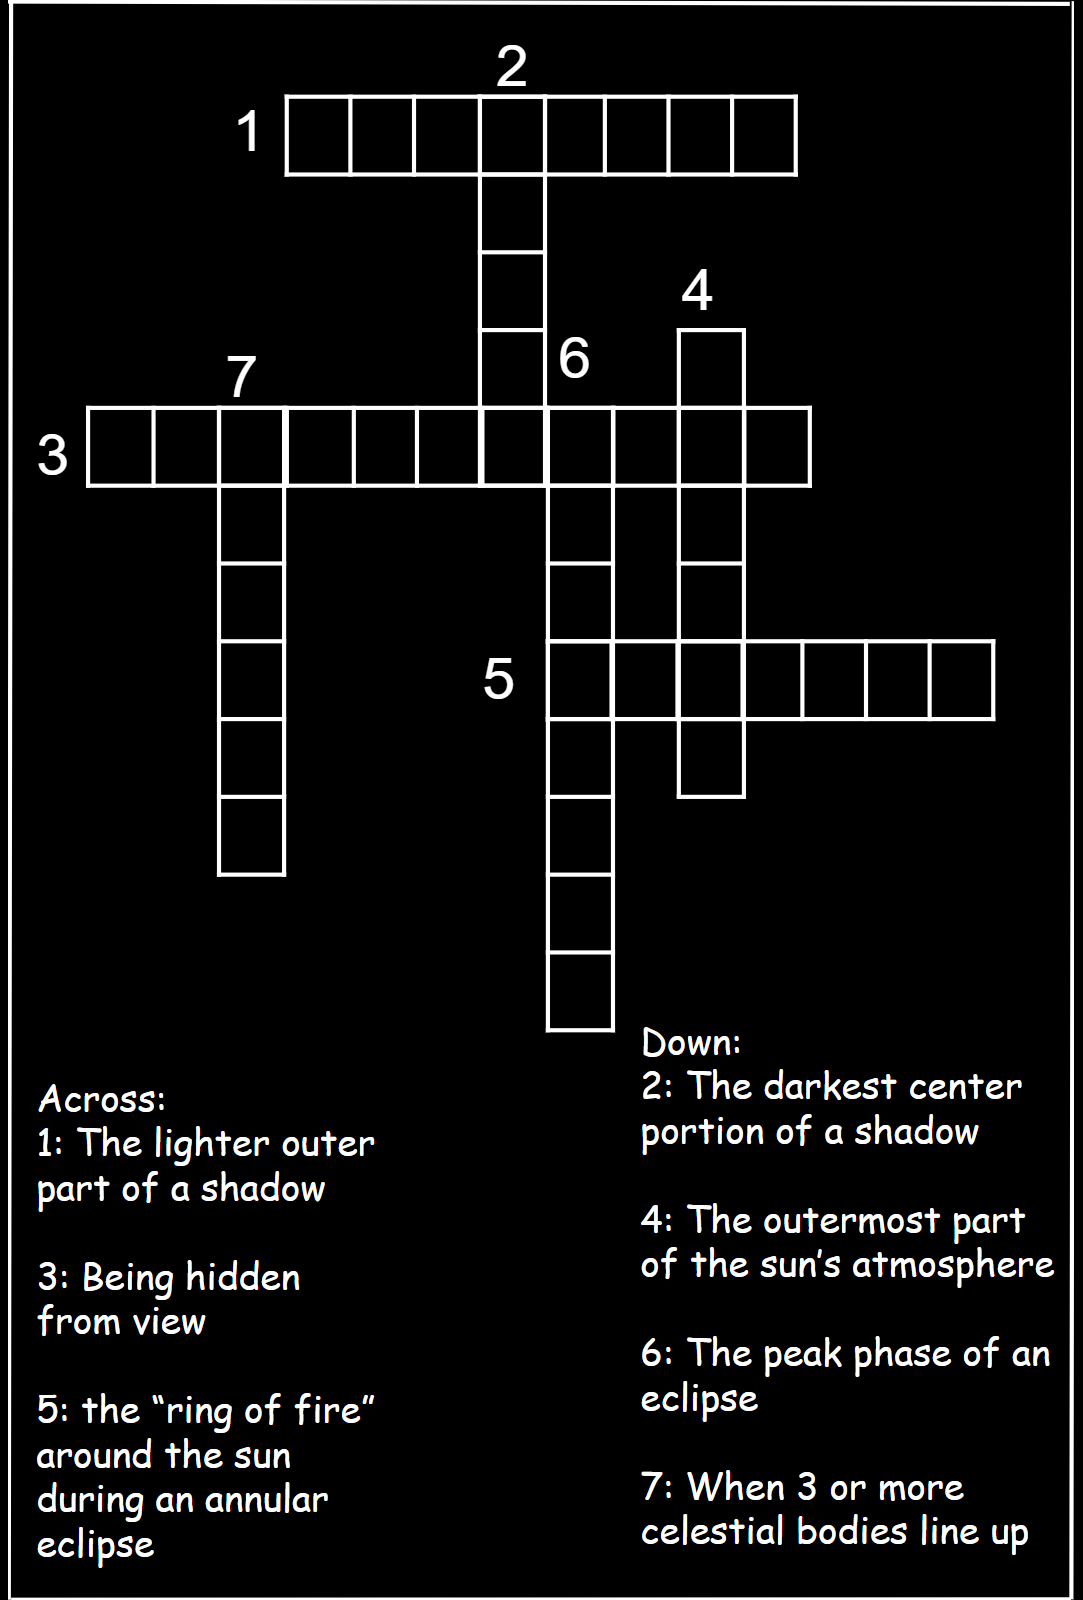 2
1
4
6
7
3
5
Across:
1: The lighter outer
part of a shadow
3: Being hidden
from view
5: the “ring of fire”
around the sun
during an annular
eclipse
Down:
2: The darkest center
portion of a shadow
4: The outermost part
of the sun’s atmosphere
6: The peak phase of an
eclipse
7: When 3 or more
celestial bodies line up